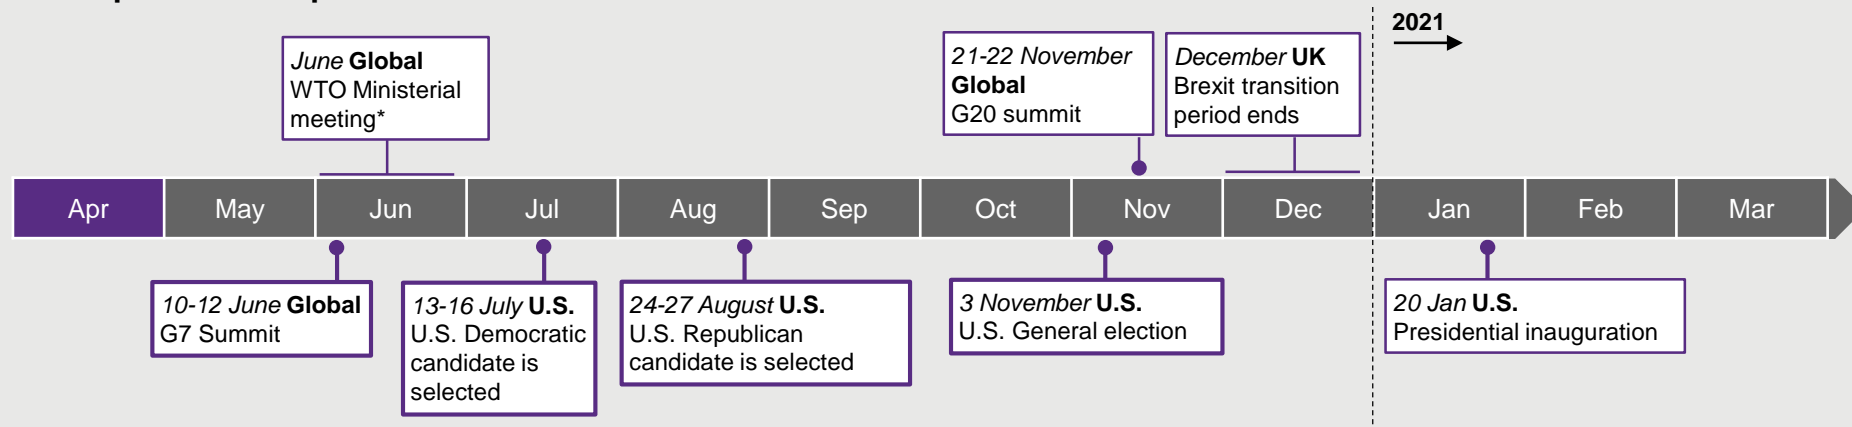 2021
June Global
WTO Ministerial
meeting*
21-22 November
Global
G20 summit
December UK
Brexit transition
period ends
Apr
May
Jun
Jul
Aug
Sep
Oct
Nov
Dec
Jan
Feb
Mar
10-12 June Global
G7 Summit
13-16 July U.S.
U.S. Democratic
candidate is
selected
24-27 August U.S.
U.S. Republican
candidate is selected
3 November U.S.
U.S. General election
20 Jan U.S.
Presidential inauguration